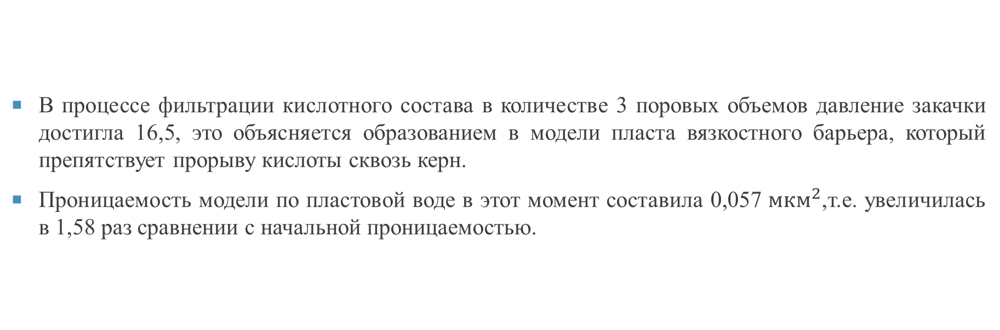 ▪ В процессе фильтрации кислотного состава в количестве 3 поровых объемов давление закачки
достигла 16,5, это объясняется образованием в модели пласта вязкостного барьера, который
препятствует прорыву кислоты сквозь керн.
▪ Проницаемость модели по пластовой воде в этот момент составила 0,057 мкм²,т.е. увеличилась
в 1,58 раз сравнении с начальной проницаемостью.